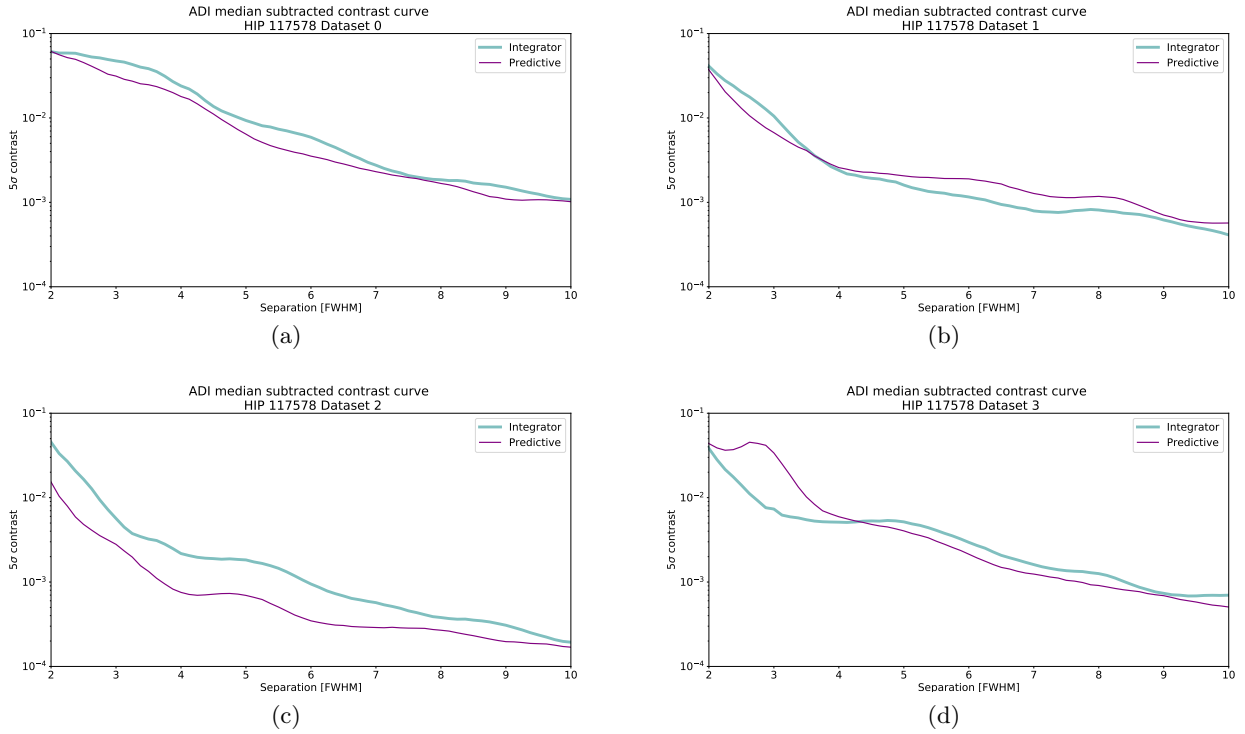 ADI median subtracted contrast curve
HIP 117578 Dataset 0
10⁻¹
10⁻²
10⁻³
10⁻⁴
5σ contrast
Integrator
Predictive
2 3 4 5 6 7 8 9 10
Separation [FWHM]
(a)
ADI median subtracted contrast curve
HIP 117578 Dataset 1
10⁻¹
10⁻²
10⁻³
10⁻⁴
5σ contrast
Integrator
Predictive
2 3 4 5 6 7 8 9 10
Separation [FWHM]
(b)
ADI median subtracted contrast curve
HIP 117578 Dataset 2
10⁻¹
10⁻²
10⁻³
10⁻⁴
5σ contrast
Integrator
Predictive
2 3 4 5 6 7 8 9 10
Separation [FWHM]
(c)
ADI median subtracted contrast curve
HIP 117578 Dataset 3
10⁻¹
10⁻²
10⁻³
10⁻⁴
5σ contrast
Integrator
Predictive
2 3 4 5 6 7 8 9 10
Separation [FWHM]
(d)